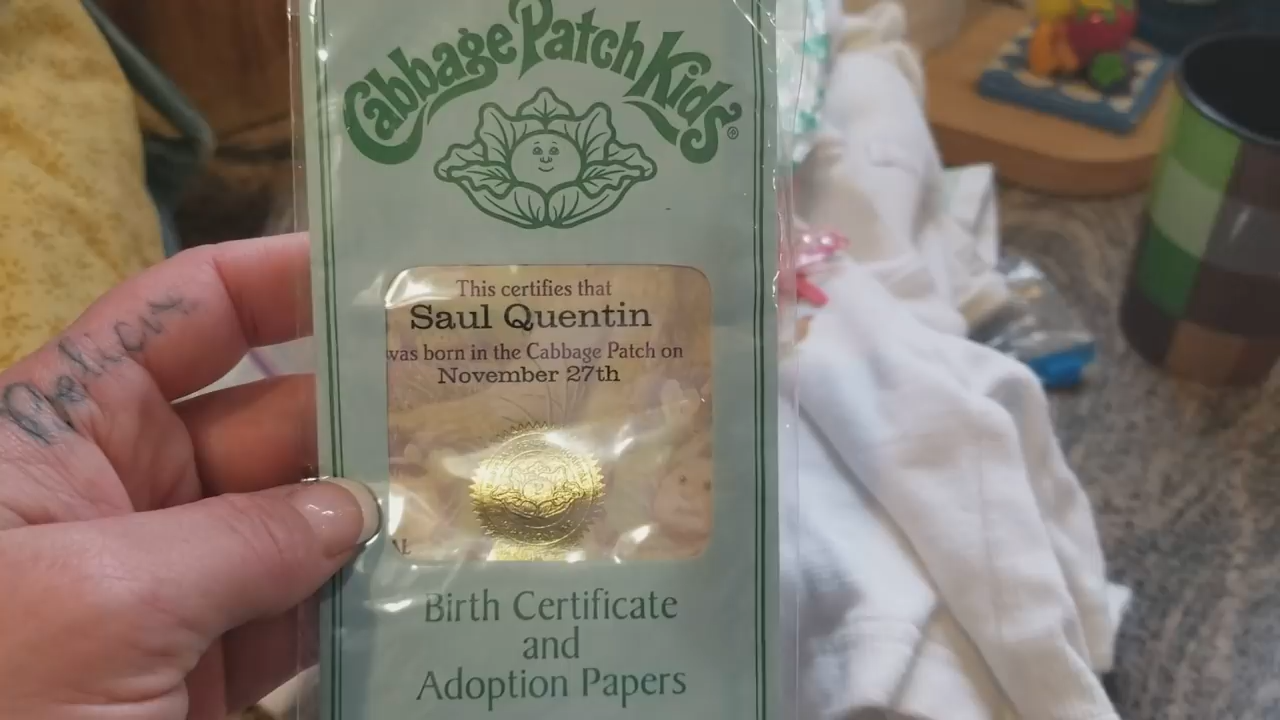 Cabbage Patch Kids®
This certifies that
Saul Quentin
was born in the Cabbage Patch on
November 27th
Birth Certificate
and
Adoption Papers